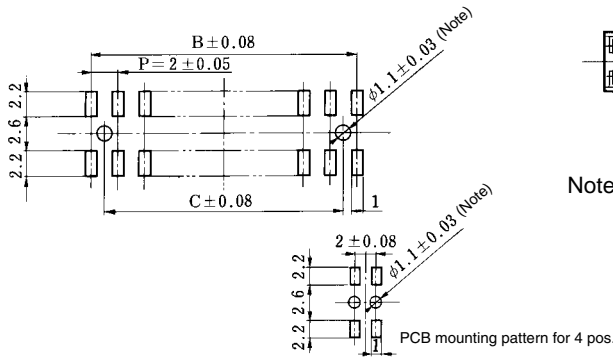 B±0.08
P=2±0.05
ϕ1.1±0.03 (Note)
2.2
2.6
2.2
C±0.08
1
Note
2±0.08
ϕ1.1±0.03 (Note)
2.2
2.6
2.2
1
PCB mounting pattern for 4 pos